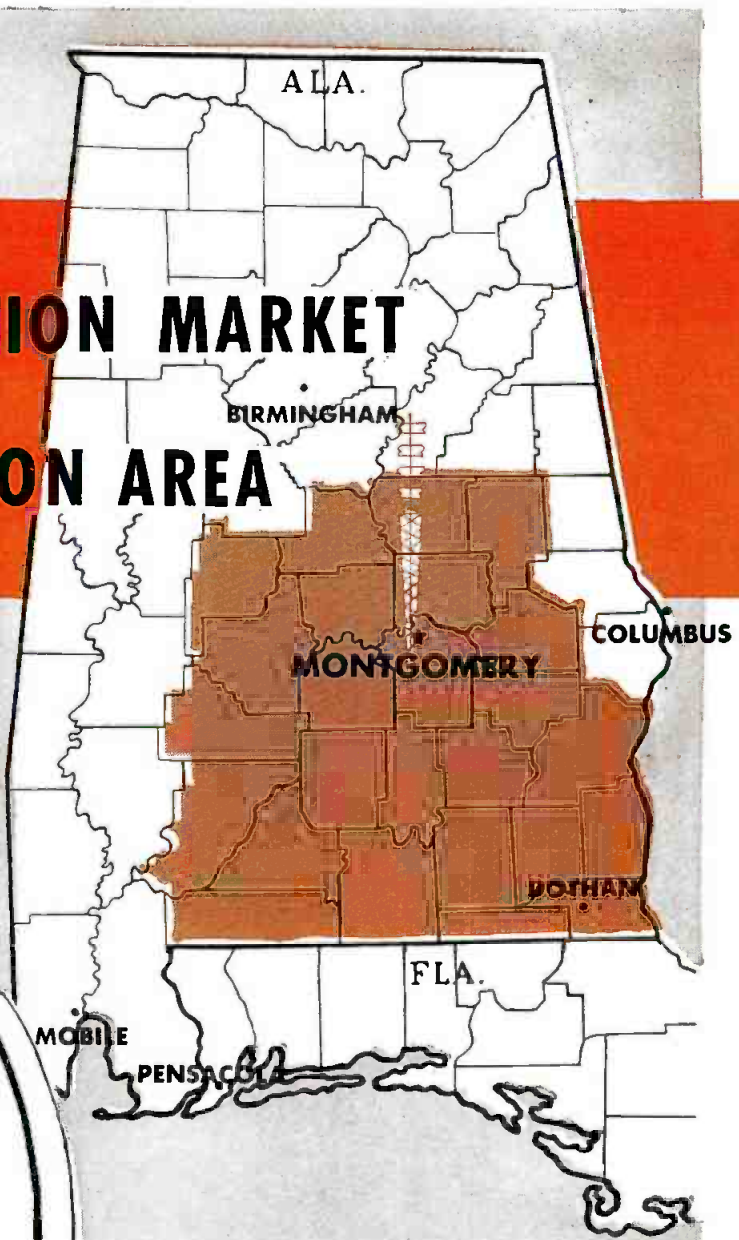 ALA.
ION MARKET
BIRMINGHAM
ON AREA
COLUMBUS
MONTGOMERY
DOTHAN
FLA.
MOBILE
PENSACOLA